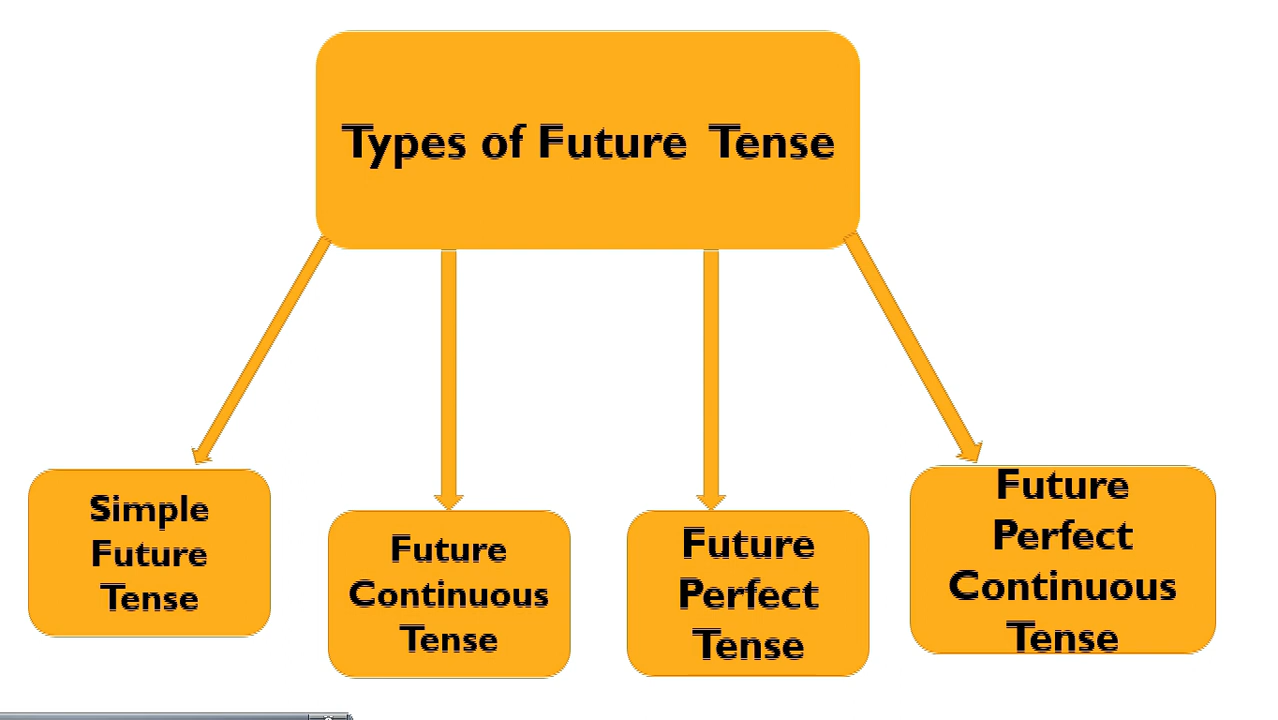 Types of Future Tense
Simple
Future
Tense
Future
Continuous
Tense
Future
Perfect
Tense
Future
Perfect
Continuous
Tense